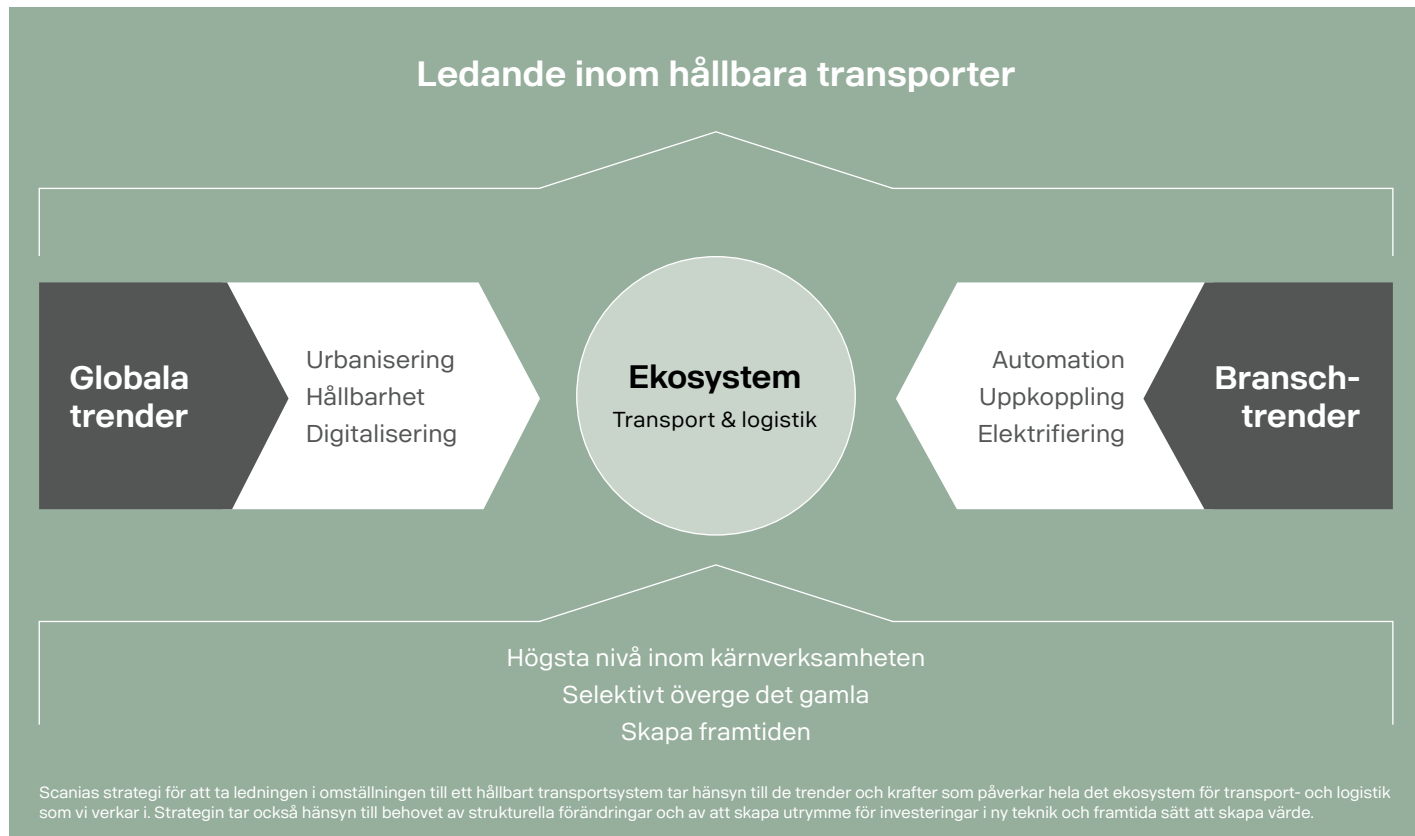 Ledande inom hållbara transporter
Globala
trender
Urbanisering
Hållbarhet
Digitalisering
Ekosystem
Transport & logistik
Automation
Uppkoppling
Elektrifiering
Bransch-
trender
Högsta nivå inom kärnverksamheten
Selektivt överge det gamla
Skapa framtiden
Scanias strategi för att ta ledningen i omställningen till ett hållbart transportsystem tar hänsyn till de trender och krafter som påverkar hela det ekosystem för transport- och logistik
som vi verkar i. Strategin tar också hänsyn till behovet av strukturella förändringar och av att skapa utrymme för investeringar i ny teknik och framtida sätt att skapa värde.